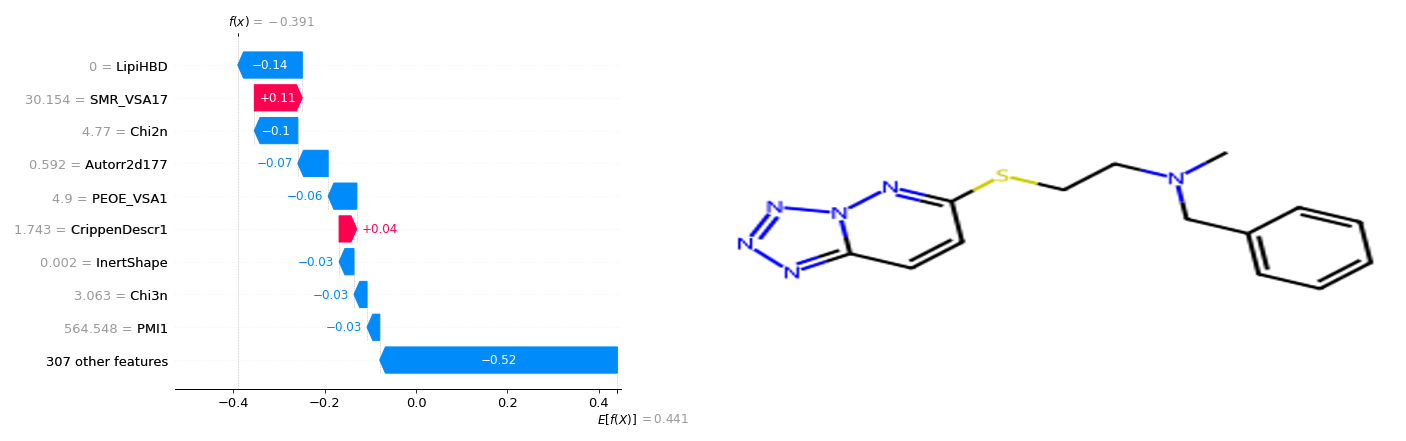 f(x) = −0.391
0 = LipiHBD
−0.14
30.154 = SMR_VSA17
+0.11
4.77 = Chi2n
−0.1
0.592 = Autorr2d177
−0.07
4.9 = PEOE_VSA1
−0.06
1.743 = CrippenDescr1
+0.04
0.002 = InertShape
−0.03
3.063 = Chi3n
−0.03
564.548 = PMI1
−0.03
307 other features
−0.52
−0.4 −0.2 0.0 0.2 0.4
E[f(X)] = 0.441
S
N
N
N
N
N
N